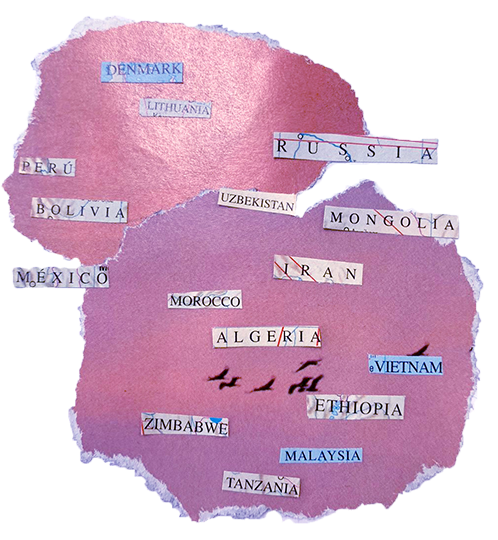 DENMARK
LITHUANIA
RUSSIA
PERÚ
BOLIVIA
UZBEKISTAN
MONGOLIA
IRAN
MÉXICO
MOROCCO
ALGERIA
VIETNAM
ETHIOPIA
ZIMBABWE
MALAYSIA
TANZANIA